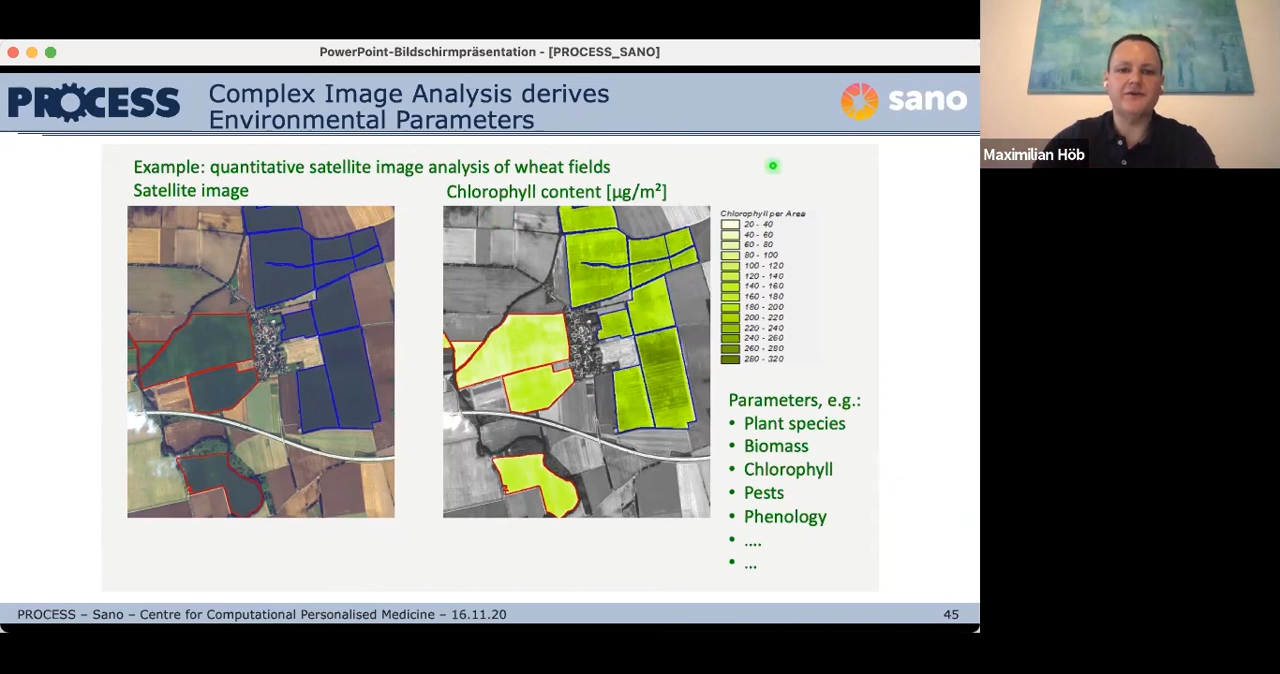 PowerPoint-Bildschirmpräsentation - [PROCESS_SANO]
PROCESS
Complex Image Analysis derives
Environmental Parameters
sano
Maximilian Höb
Example: quantitative satellite image analysis of wheat fields
Satellite image
Chlorophyll content [µg/m²]
Chlorophyll per Area
20 - 40
40 - 60
60 - 80
80 - 100
100 - 120
120 - 140
140 - 160
160 - 180
180 - 200
200 - 220
220 - 240
240 - 260
260 - 280
280 - 320
Parameters, e.g.:
• Plant species
• Biomass
• Chlorophyll
• Pests
• Phenology
• ....
• ...
PROCESS – Sano – Centre for Computational Personalised Medicine – 16.11.20
45